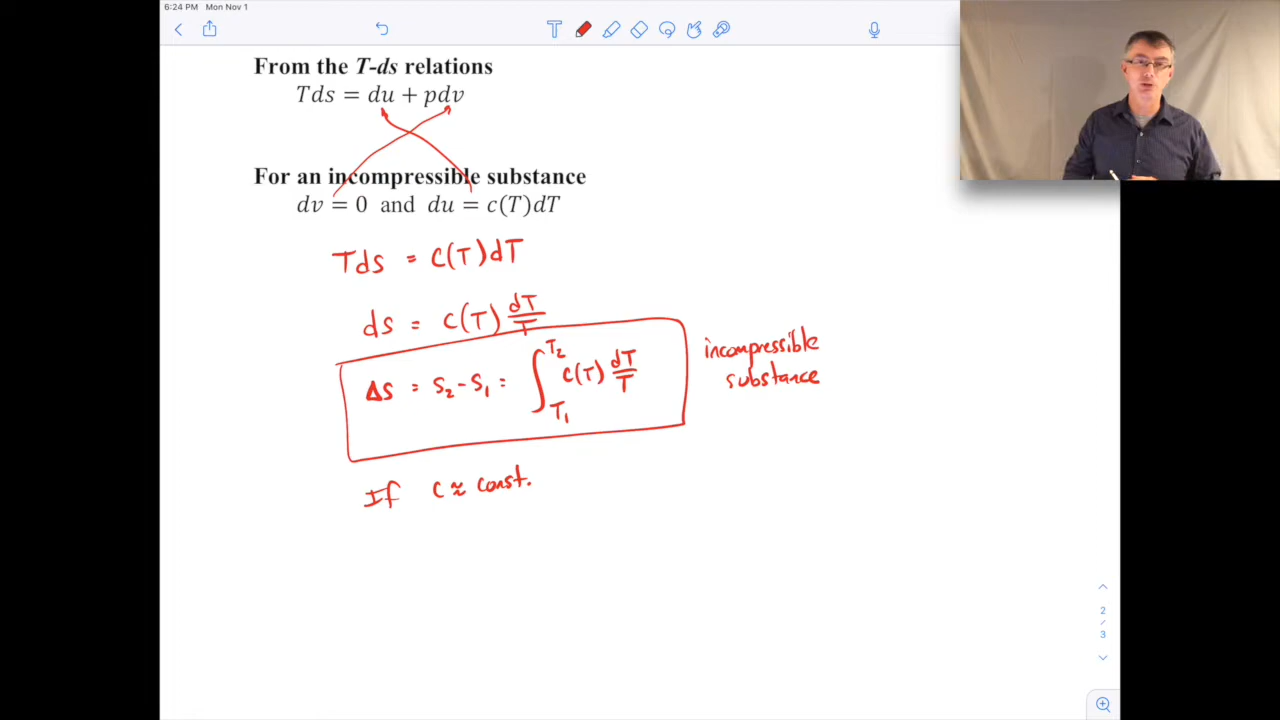 6:24 PM Mon Nov 1
From the T-ds relations
Tds = du + pdv
For an incompressible substance
dv = 0 and du = c(T)dT
Tds = c(T)dT
ds = c(T) dT/T
Δs = s₂-s₁ = ∫_{T₁}^{T₂} c(T) dT/T
incompressible
substance
If c ≈ const.
2
/
3